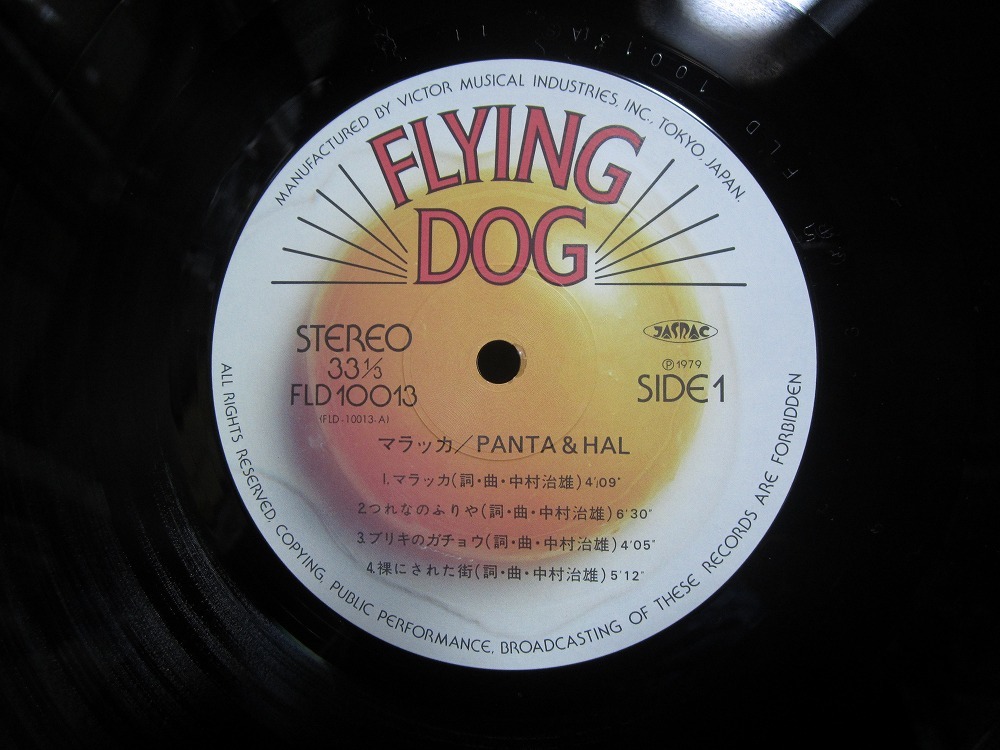 MANUFACTURED BY VICTOR MUSICAL INDUSTRIES, INC., TOKYO, JAPAN.
FLYING
DOG
STEREO
33 1/3
FLD 10013
(FLD-10013-A)
JASRAC
Ⓟ1979
SIDE 1
マラッカ／PANTA & HAL
1.マラッカ(詞・曲・中村治雄)4'09"
2.つれなのふりや(詞・曲・中村治雄)6'30"
3.ブリキのガチョウ(詞・曲・中村治雄)4'05"
4.裸にされた街(詞・曲・中村治雄)5'12"
ALL RIGHTS RESERVED, COPYING, PUBLIC PERFORMANCE, BROADCASTING OF THESE RECORDS ARE FORBIDDEN